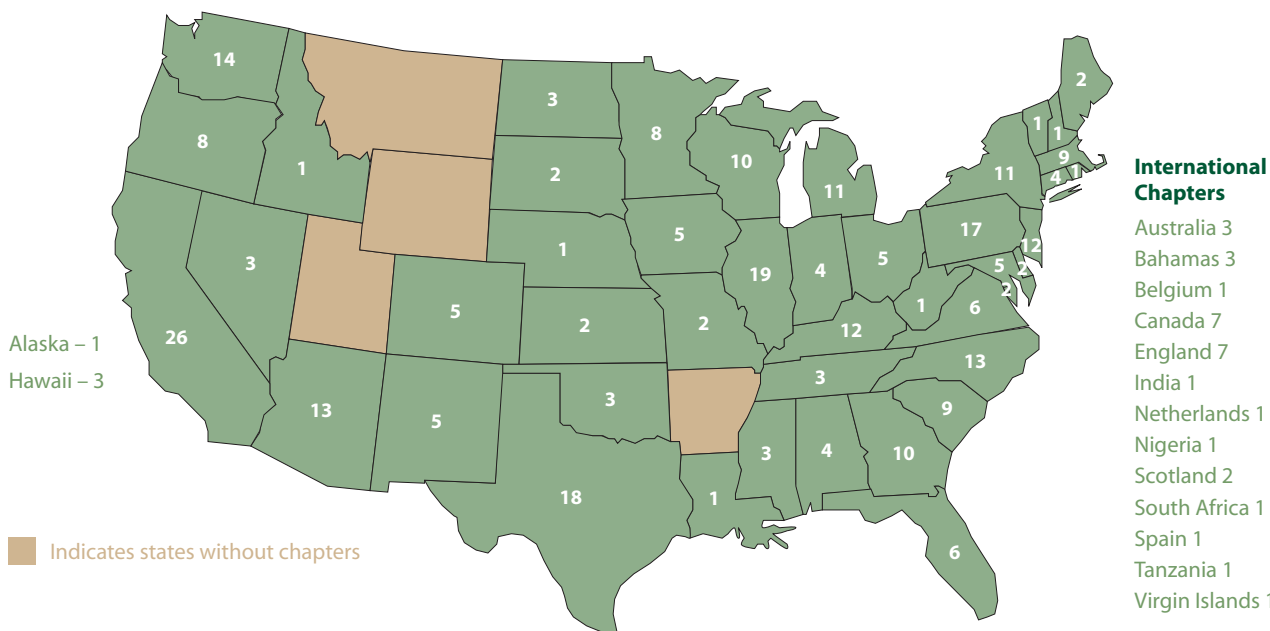 14
3
2
8
8
1
1
1
10
9
2
11
11
4
1
1
5
17
12
3
4
5
5
2
19
2
5
1
6
2
2
26
12
13
3
13
3
9
5
3
4
10
18
1
6
Alaska – 1
Hawaii – 3
Indicates states without chapters
International
Chapters
Australia 3
Bahamas 3
Belgium 1
Canada 7
England 7
India 1
Netherlands 1
Nigeria 1
Scotland 2
South Africa 1
Spain 1
Tanzania 1
Virgin Islands 1